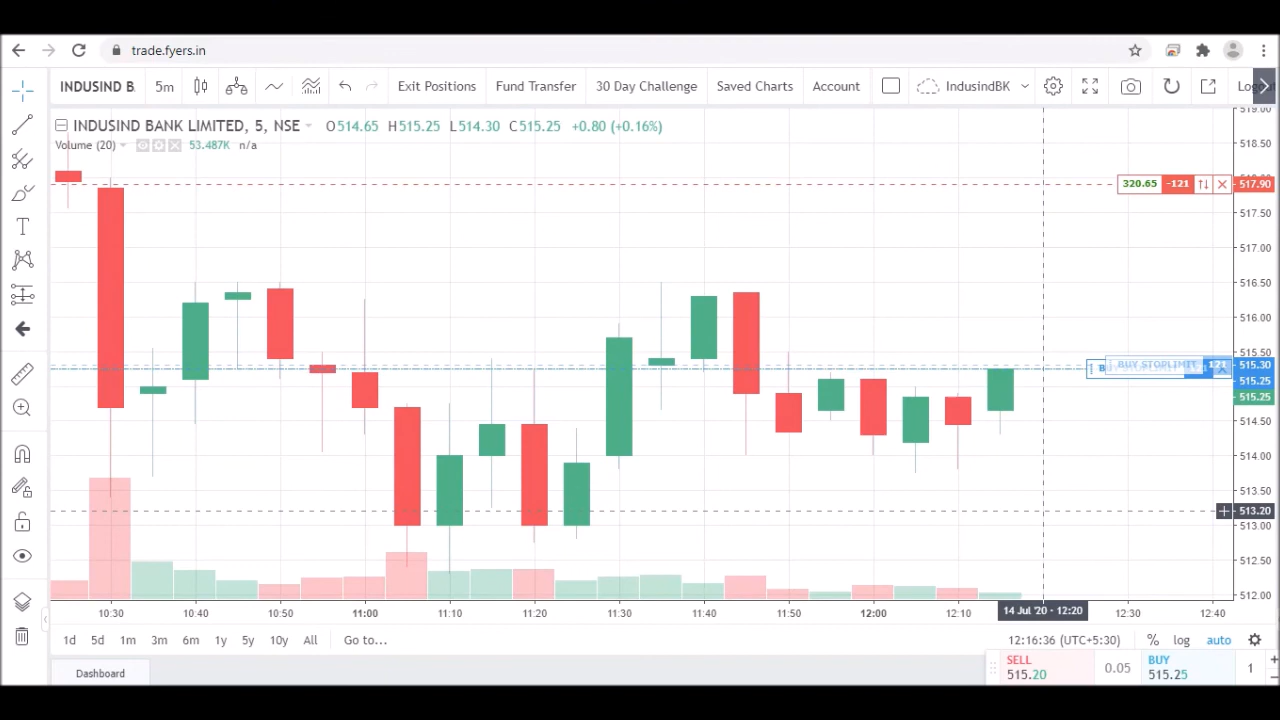 trade.fyers.in
INDUSIND B. 5m Exit Positions Fund Transfer 30 Day Challenge Saved Charts Account IndusindBK
INDUSIND BANK LIMITED, 5, NSE O514.65 H515.25 L514.30 C515.25 +0.80 (+0.16%)
Volume (20) 53.487K n/a
519.00
518.50
320.65 -121 517.90
517.50
517.00
516.50
516.00
515.50
BUY STOPLIMIT 121 515.30
515.25
515.25
514.50
514.00
513.50
513.20
513.00
512.50
512.00
10:30 10:40 10:50 11:00 11:10 11:20 11:30 11:40 11:50 12:00 12:10 14 Jul '20 - 12:20 12:30 12:40
1d 5d 1m 3m 6m 1y 5y 10y All Go to... 12:16:36 (UTC+5:30) % log auto
Dashboard
SELL 515.20 0.05 BUY 515.25 1